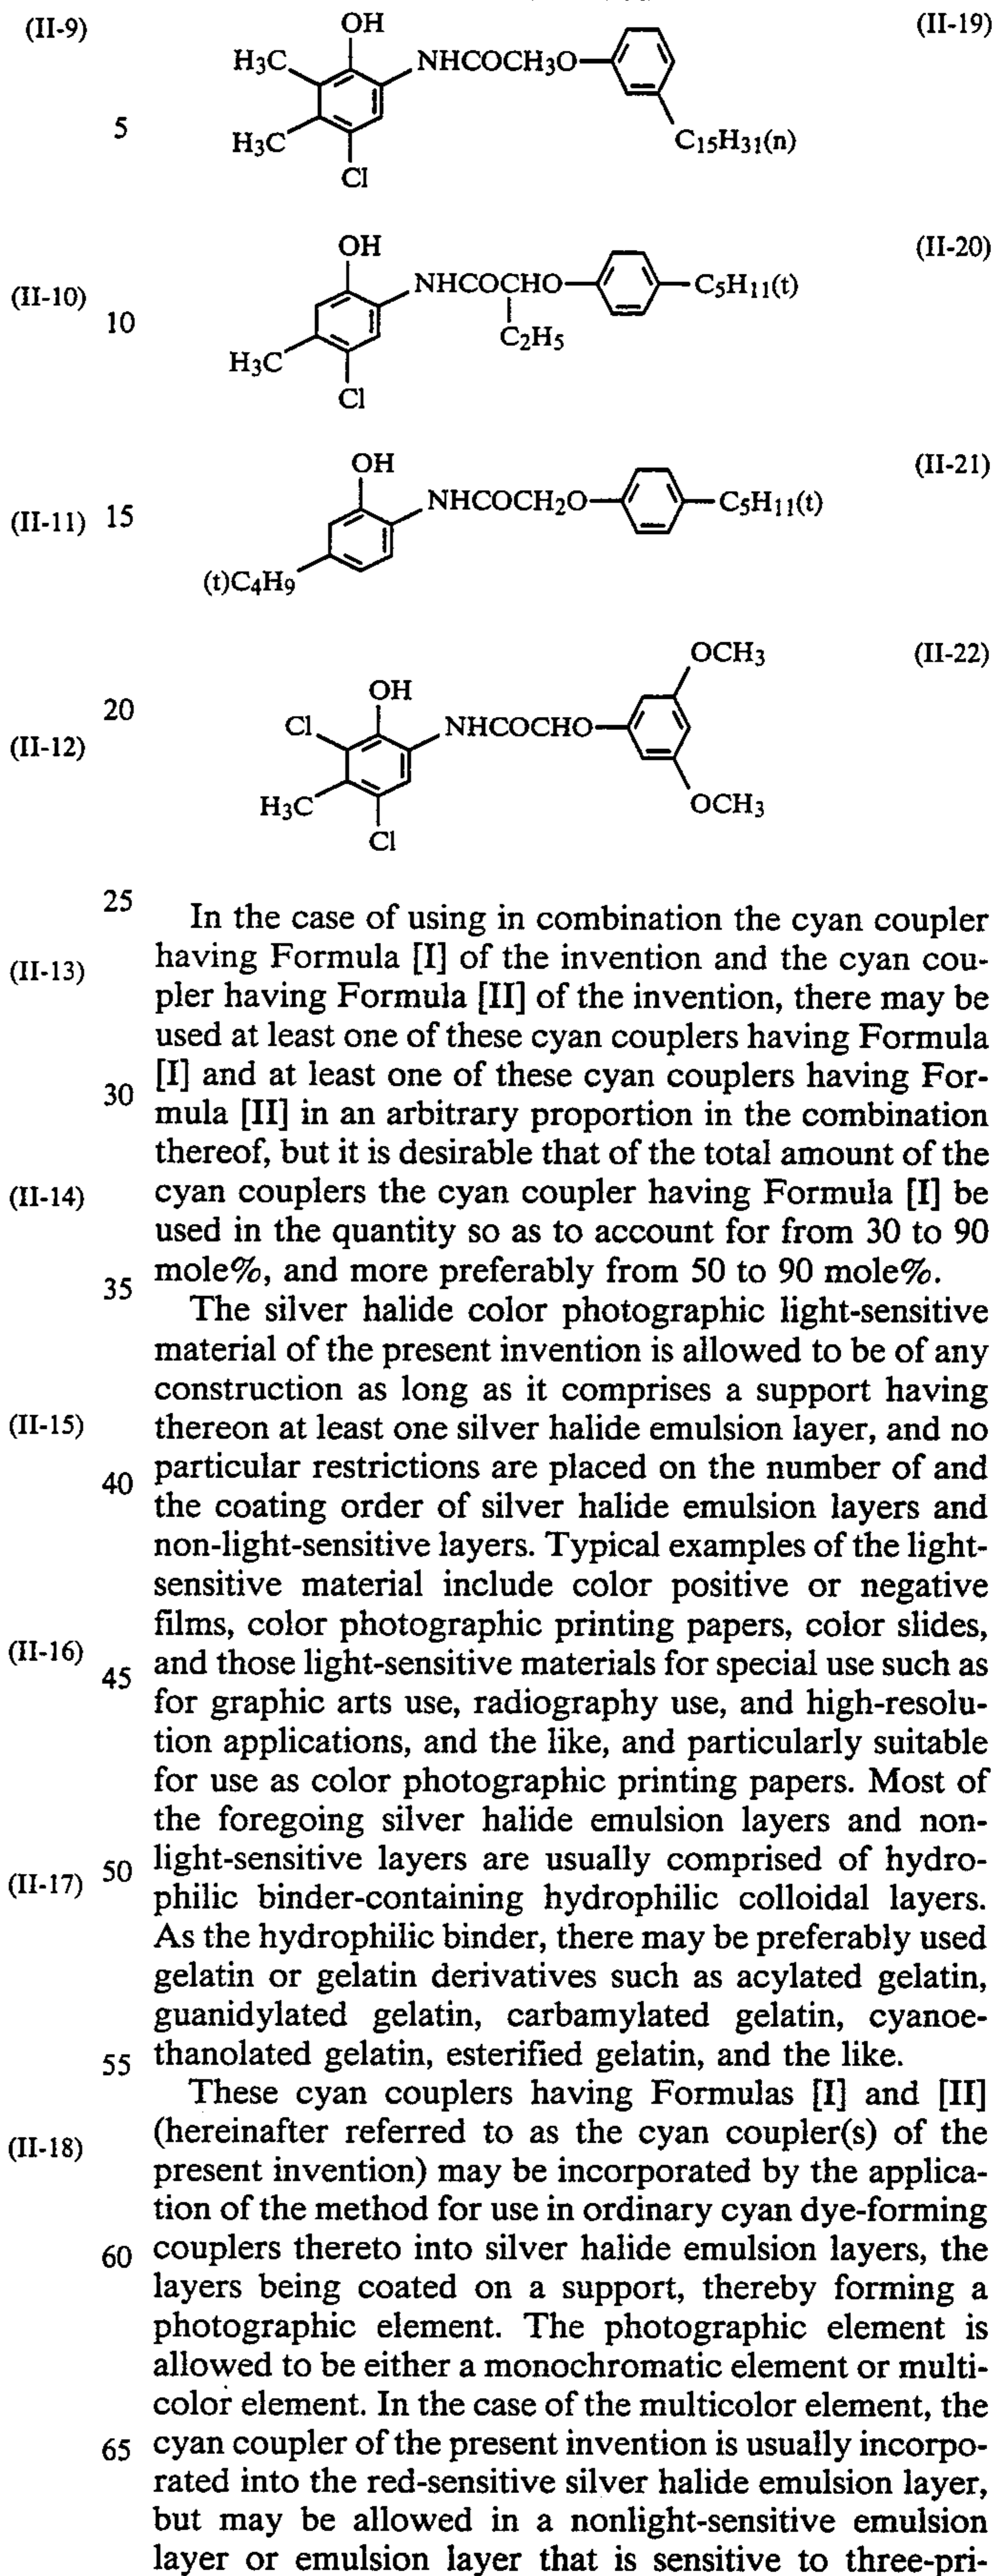 (II-9)
OH
(II-19)
H3C
NHCOCH3O
5
H3C
C15H31(n)
Cl
OH
(II-20)
(II-10)
NHCOCHO
C5H11(t)
10
C2H5
H3C
Cl
OH
(II-21)
(II-11)
15
NHCOCH2O
C5H11(t)
(t)C4H9
OCH3
(II-22)
20
OH
(II-12)
Cl
NHCOCHO
H3C
OCH3
Cl
25
In the case of using in combination the cyan coupler
(II-13)
having Formula [I] of the invention and the cyan cou-
pler having Formula [II] of the invention, there may be
used at least one of these cyan couplers having Formula
30
[I] and at least one of these cyan couplers having For-
mula [II] in an arbitrary proportion in the combination
thereof, but it is desirable that of the total amount of the
(II-14)
cyan couplers the cyan coupler having Formula [I] be
used in the quantity so as to account for from 30 to 90
35
mole%, and more preferably from 50 to 90 mole%.
The silver halide color photographic light-sensitive
material of the present invention is allowed to be of any
construction as long as it comprises a support having
(II-15)
thereon at least one silver halide emulsion layer, and no
40
particular restrictions are placed on the number of and
the coating order of silver halide emulsion layers and
non-light-sensitive layers. Typical examples of the light-
sensitive material include color positive or negative
films, color photographic printing papers, color slides,
(II-16)
45
and those light-sensitive materials for special use such as
for graphic arts use, radiography use, and high-resolu-
tion applications, and the like, and particularly suitable
for use as color photographic printing papers. Most of
the foregoing silver halide emulsion layers and non-
(II-17)
50
light-sensitive layers are usually comprised of hydro-
philic binder-containing hydrophilic colloidal layers.
As the hydrophilic binder, there may be preferably used
gelatin or gelatin derivatives such as acylated gelatin,
guanidylated gelatin, carbamylated gelatin, cyanoe-
55
thanolated gelatin, esterified gelatin, and the like.
These cyan couplers having Formulas [I] and [II]
(II-18)
(hereinafter referred to as the cyan coupler(s) of the
present invention) may be incorporated by the applica-
tion of the method for use in ordinary cyan dye-forming
60
couplers thereto into silver halide emulsion layers, the
layers being coated on a support, thereby forming a
photographic element. The photographic element is
allowed to be either a monochromatic element or multi-
color element. In the case of the multicolor element, the
65
cyan coupler of the present invention is usually incorpo-
rated into the red-sensitive silver halide emulsion layer,
but may be allowed in a nonlight-sensitive emulsion
layer or emulsion layer that is sensitive to three-pri-